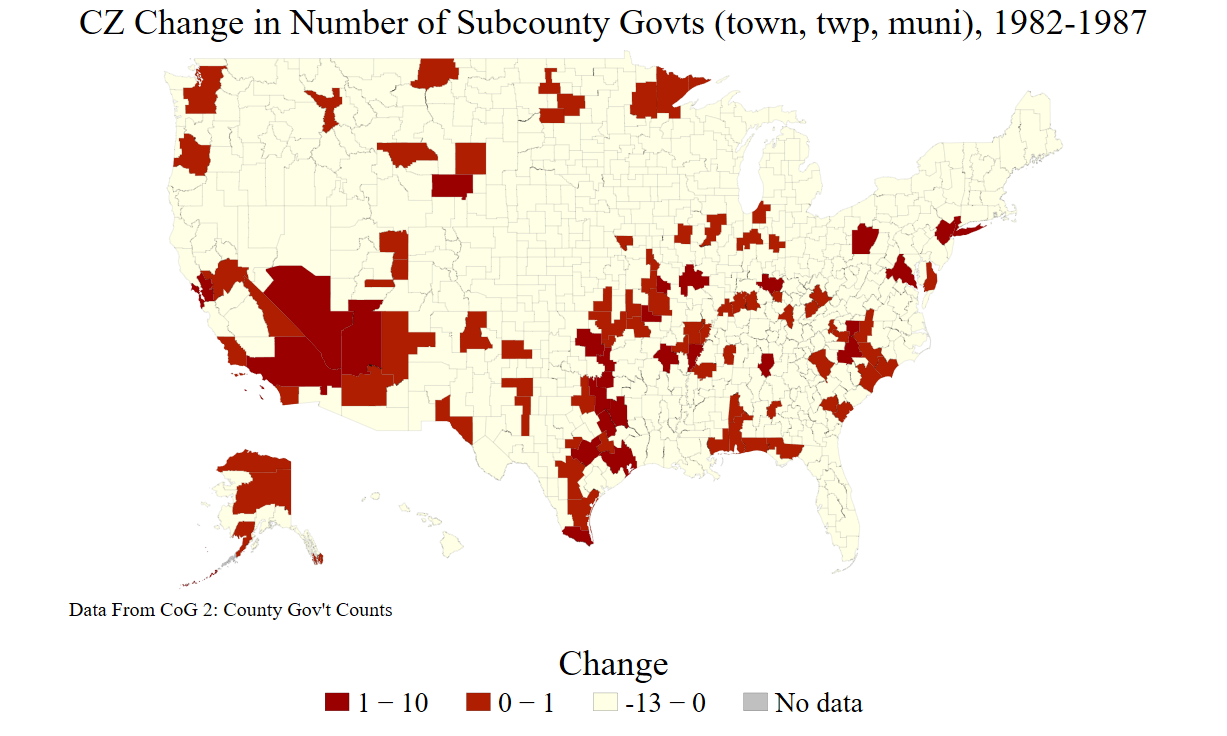 CZ Change in Number of Subcounty Govts (town, twp, muni), 1982-1987
Data From CoG 2: County Gov't Counts
Change
1 − 10 0 − 1 -13 − 0 No data